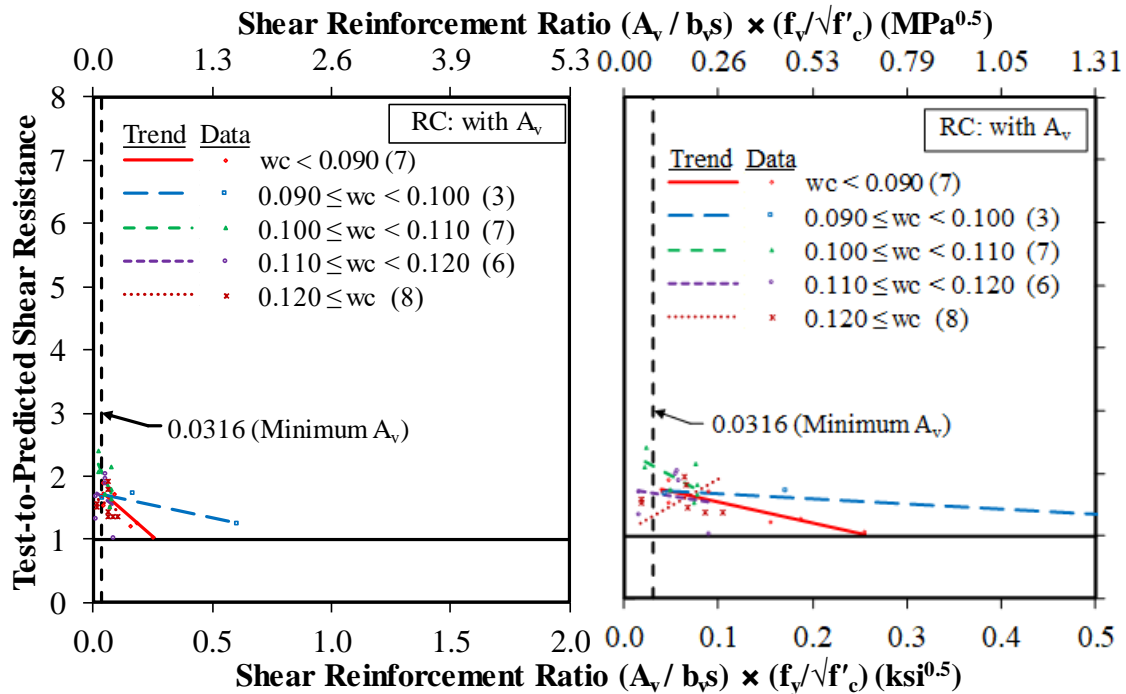 Shear Reinforcement Ratio (Av / bvs) × (fy/√f′c) (MPa0.5)
0.0 1.3 2.6 3.9 5.3
0.00 0.26 0.53 0.79 1.05 1.31
Test-to-Predicted Shear Resistance
8
7
6
5
4
3
2
1
0
RC: with Av
Trend Data
wc < 0.090 (7)
0.090 ≤ wc < 0.100 (3)
0.100 ≤ wc < 0.110 (7)
0.110 ≤ wc < 0.120 (6)
0.120 ≤ wc (8)
0.0316 (Minimum Av)
0.0 0.5 1.0 1.5 2.0
RC: with Av
Trend Data
wc < 0.090 (7)
0.090 ≤ wc < 0.100 (3)
0.100 ≤ wc < 0.110 (7)
0.110 ≤ wc < 0.120 (6)
0.120 ≤ wc (8)
0.0316 (Minimum Av)
0.0 0.1 0.2 0.3 0.4 0.5
Shear Reinforcement Ratio (Av / bvs) × (fy/√f′c) (ksi0.5)